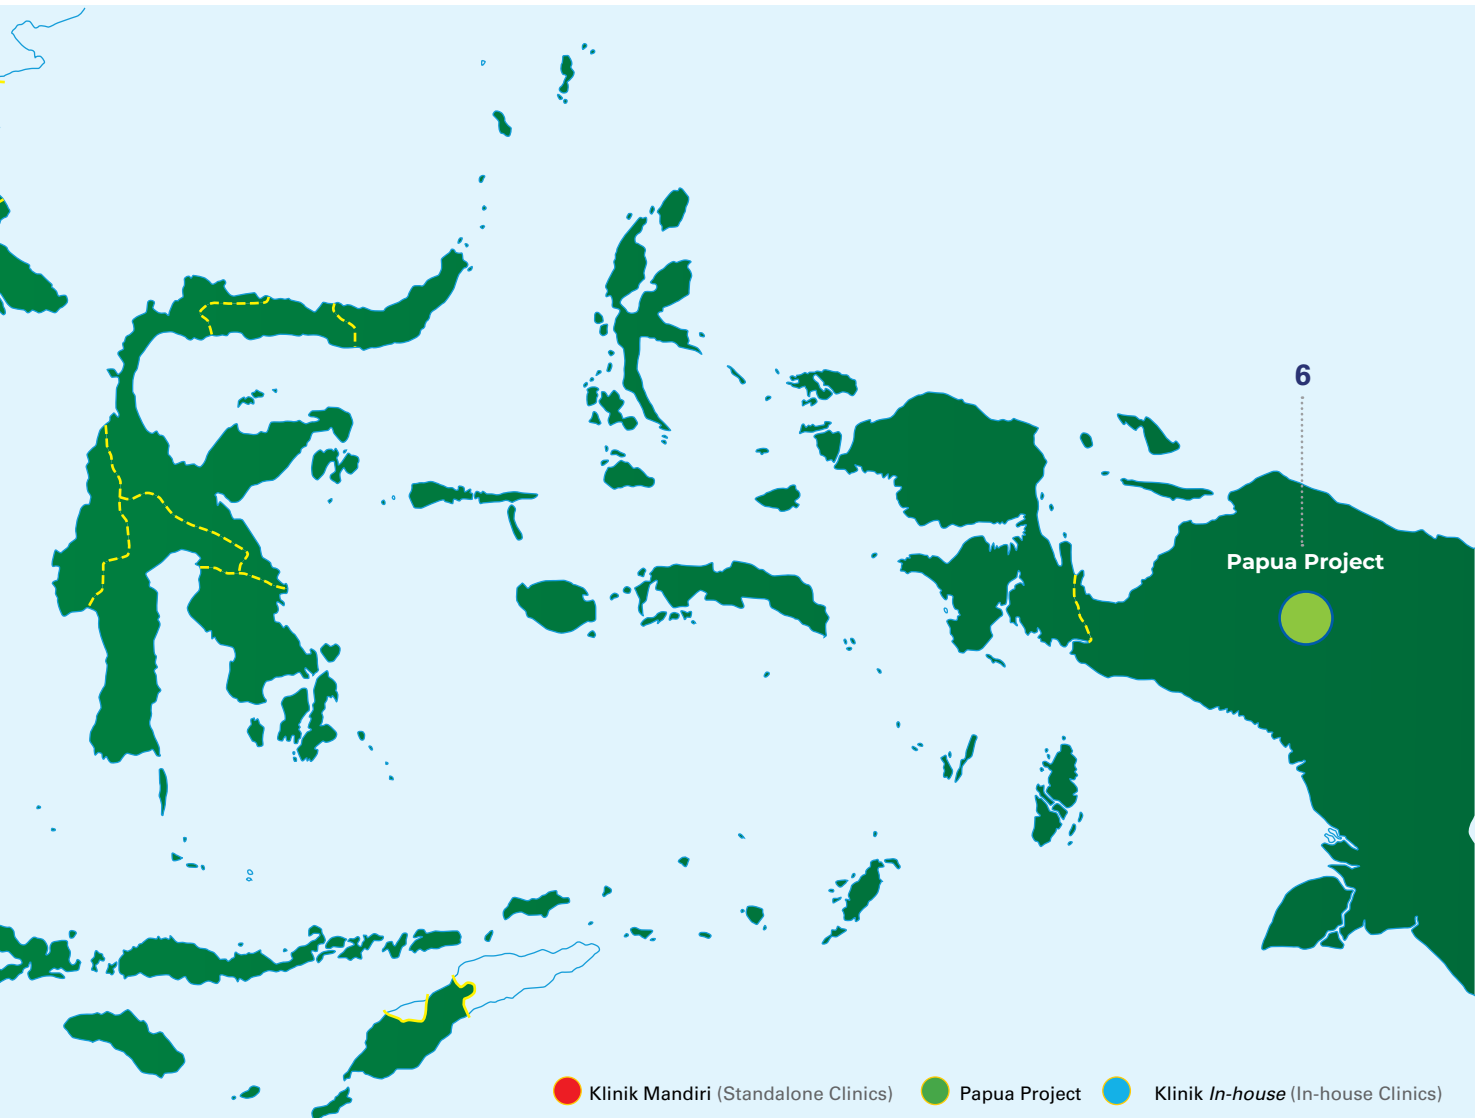 6
Papua Project
Klinik Mandiri (Standalone Clinics) Papua Project Klinik In-house (In-house Clinics)